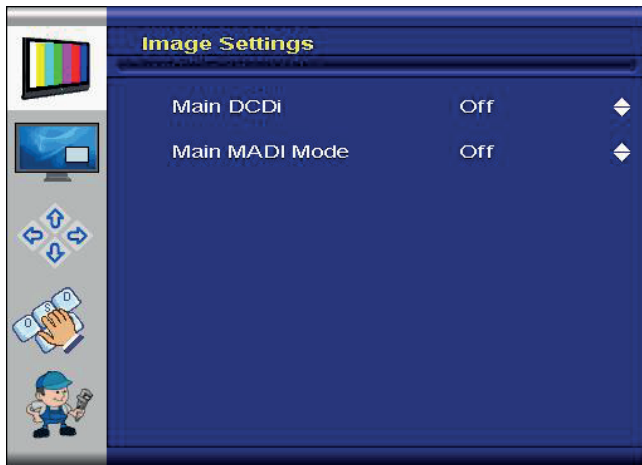 Image Settings
Main DCDi Off
Main MADI Mode Off
O S D